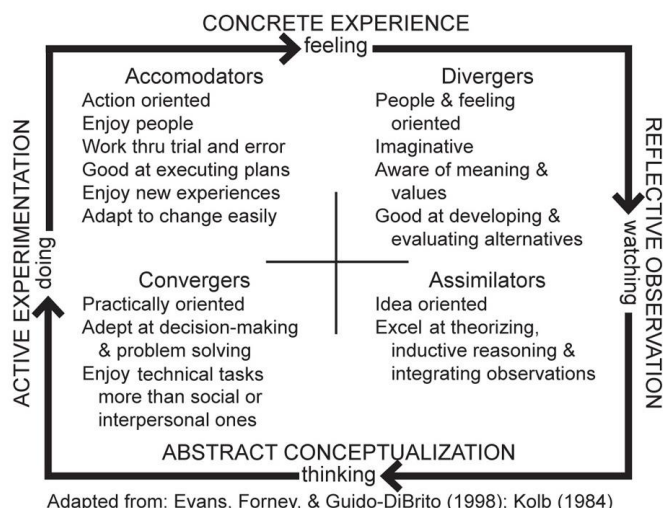 CONCRETE EXPERIENCE
feeling
Accomodators
Action oriented
Enjoy people
Work thru trial and error
Good at executing plans
Enjoy new experiences
Adapt to change easily
Divergers
People & feeling
oriented
Imaginative
Aware of meaning &
values
Good at developing &
evaluating alternatives
REFLECTIVE OBSERVATION
watching
ACTIVE EXPERIMENTATION
doing
Convergers
Practically oriented
Adept at decision-making
& problem solving
Enjoy technical tasks
more than social or
interpersonal ones
Assimilators
Idea oriented
Excel at theorizing,
inductive reasoning &
integrating observations
ABSTRACT CONCEPTUALIZATION
thinking
Adapted from: Evans, Forney, & Guido-DiBrito (1998); Kolb (1984)